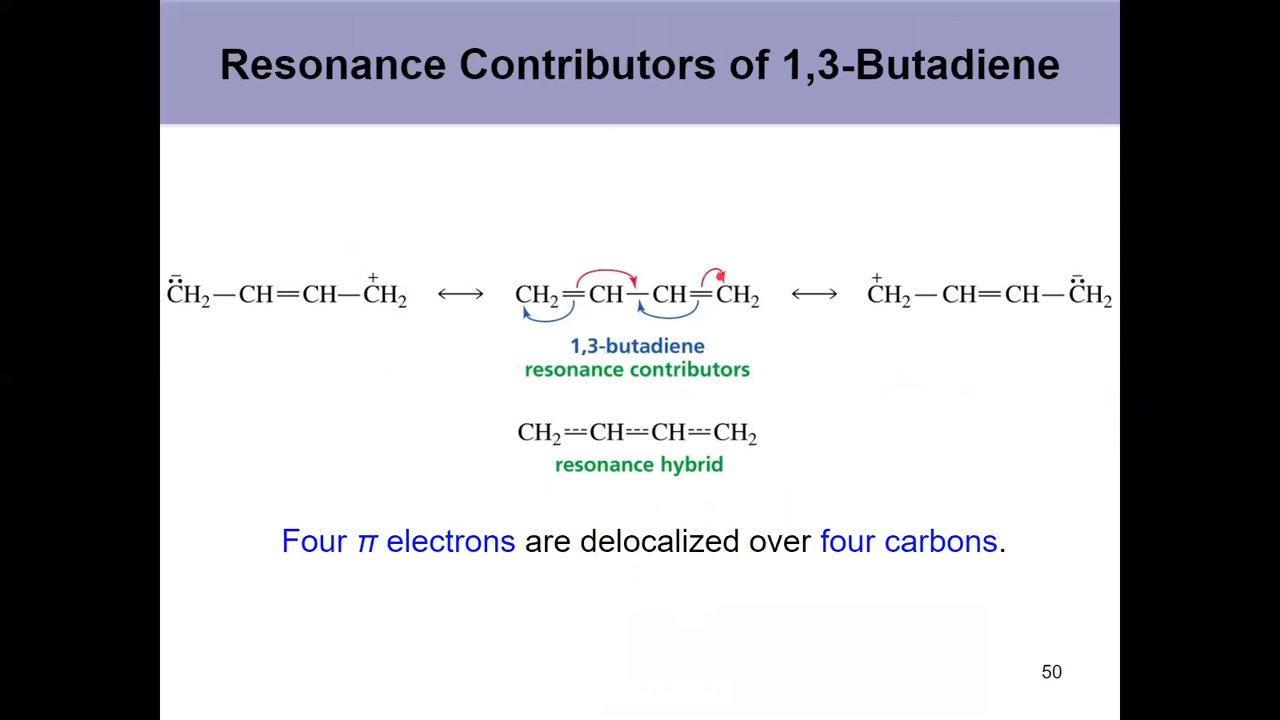 Resonance Contributors of 1,3-Butadiene
:C̄H₂—CH=CH—C⁺H₂ ⟷ CH₂=CH—CH=CH₂ ⟷ C⁺H₂—CH=CH—:C̄H₂
1,3-butadiene
resonance contributors
CH₂===CH===CH===CH₂
resonance hybrid
Four π electrons are delocalized over four carbons.
50